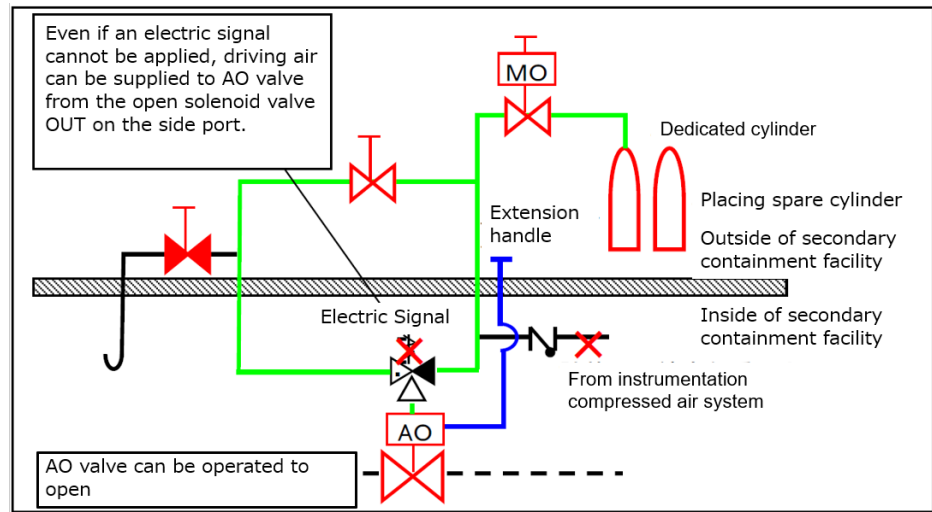 Even if an electric signal
cannot be applied, driving air
can be supplied to AO valve
from the open solenoid valve
OUT on the side port.
MO
Dedicated cylinder
Placing spare cylinder
Extension
handle
Outside of secondary
containment facility
Electric Signal
Inside of secondary
containment facility
From instrumentation
compressed air system
AO
AO valve can be operated to
open